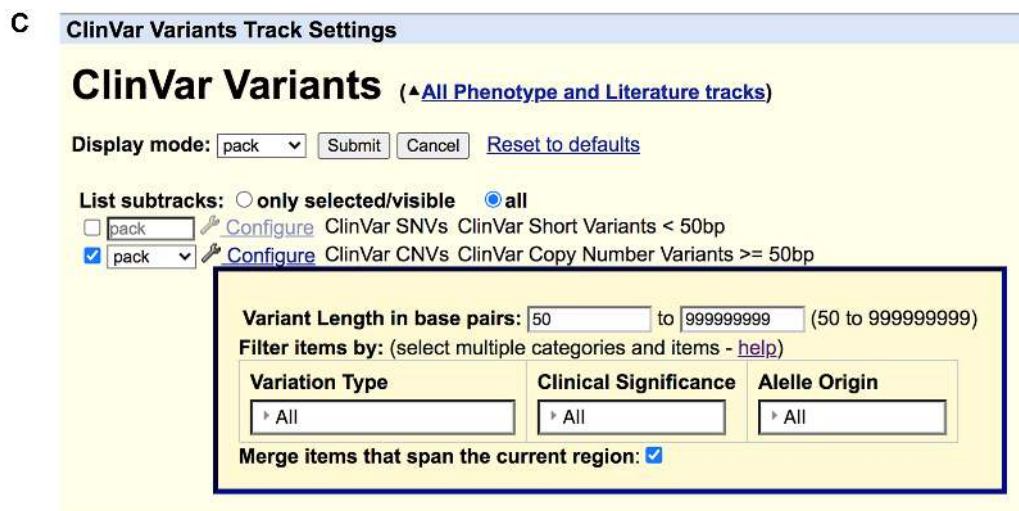 C
ClinVar Variants Track Settings
ClinVar Variants (▲All Phenotype and Literature tracks)
Display mode: pack Submit Cancel Reset to defaults
List subtracks: only selected/visible all
pack Configure ClinVar SNVs ClinVar Short Variants < 50bp
pack Configure ClinVar CNVs ClinVar Copy Number Variants >= 50bp
Variant Length in base pairs: 50 to 999999999 (50 to 999999999)
Filter items by: (select multiple categories and items - help)
Variation Type Clinical Significance Alelle Origin
All All All
Merge items that span the current region: